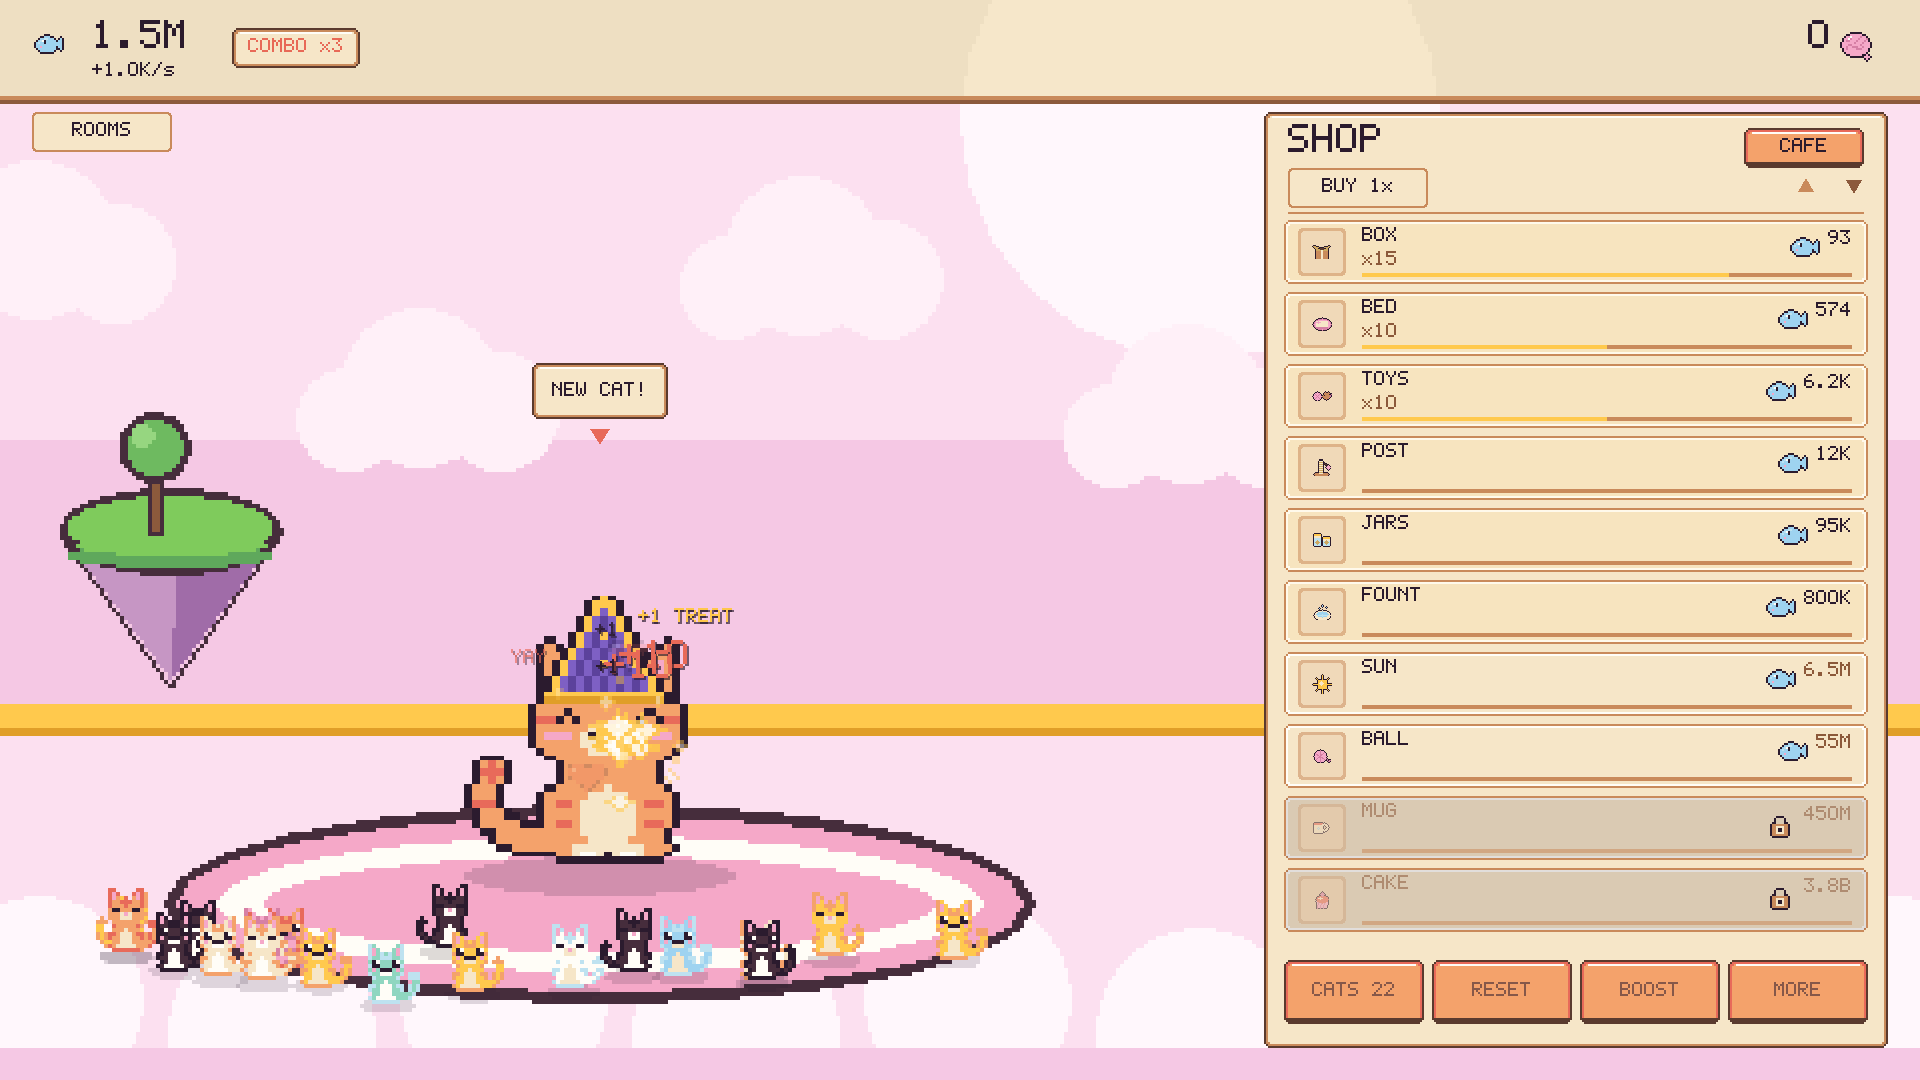 1.5M
+1.0K/s
COMBO x3
0
ROOMS
SHOP
CAFE
BUY 1x
BOX
x15
93
BED
x10
574
TOYS
x10
6.2K
POST
12K
JARS
95K
FOUNT
800K
SUN
6.5M
BALL
55M
MUG
450M
CAKE
3.8B
CATS 22
RESET
BOOST
MORE
NEW CAT!
+1 TREAT
YAY
+1